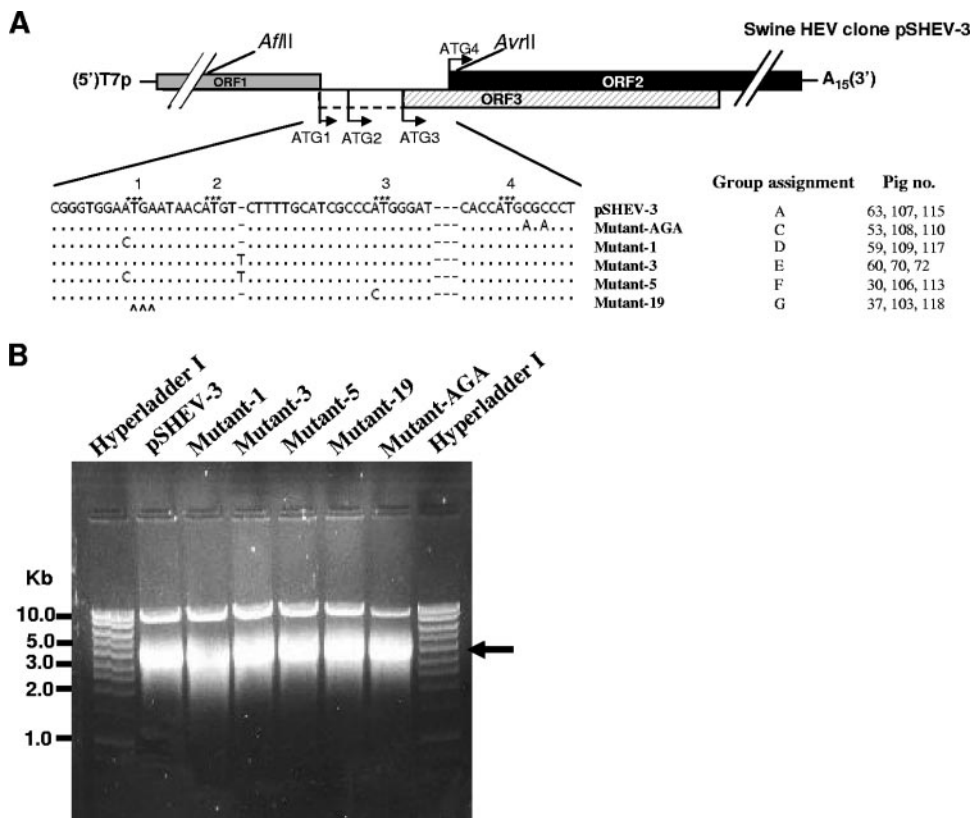 A
AflII
AvrII
ATG4
Swine HEV clone pSHEV-3
(5')T7p
ORF1
ORF2
A15(3')
ORF3
ATG1
ATG2
ATG3
1 2 3 4
*** *** *** ***
CGGGTGGAATGAATAACATGT-CTTTTGCATCGCCCATGGGAT---CACCATGCGCCCT
.....................-.....................---.......A.A...
........C............-.....................---.............
.....................T.....................---.............
........C............T.....................---.............
.....................-..............C......---.............
^^^
Group assignment Pig no.
pSHEV-3 A 63, 107, 115
Mutant-AGA C 53, 108, 110
Mutant-1 D 59, 109, 117
Mutant-3 E 60, 70, 72
Mutant-5 F 30, 106, 113
Mutant-19 G 37, 103, 118
B
Hyperladder I
pSHEV-3
Mutant-1
Mutant-3
Mutant-5
Mutant-19
Mutant-AGA
Hyperladder I
Kb
10.0
5.0
3.0
2.0
1.0